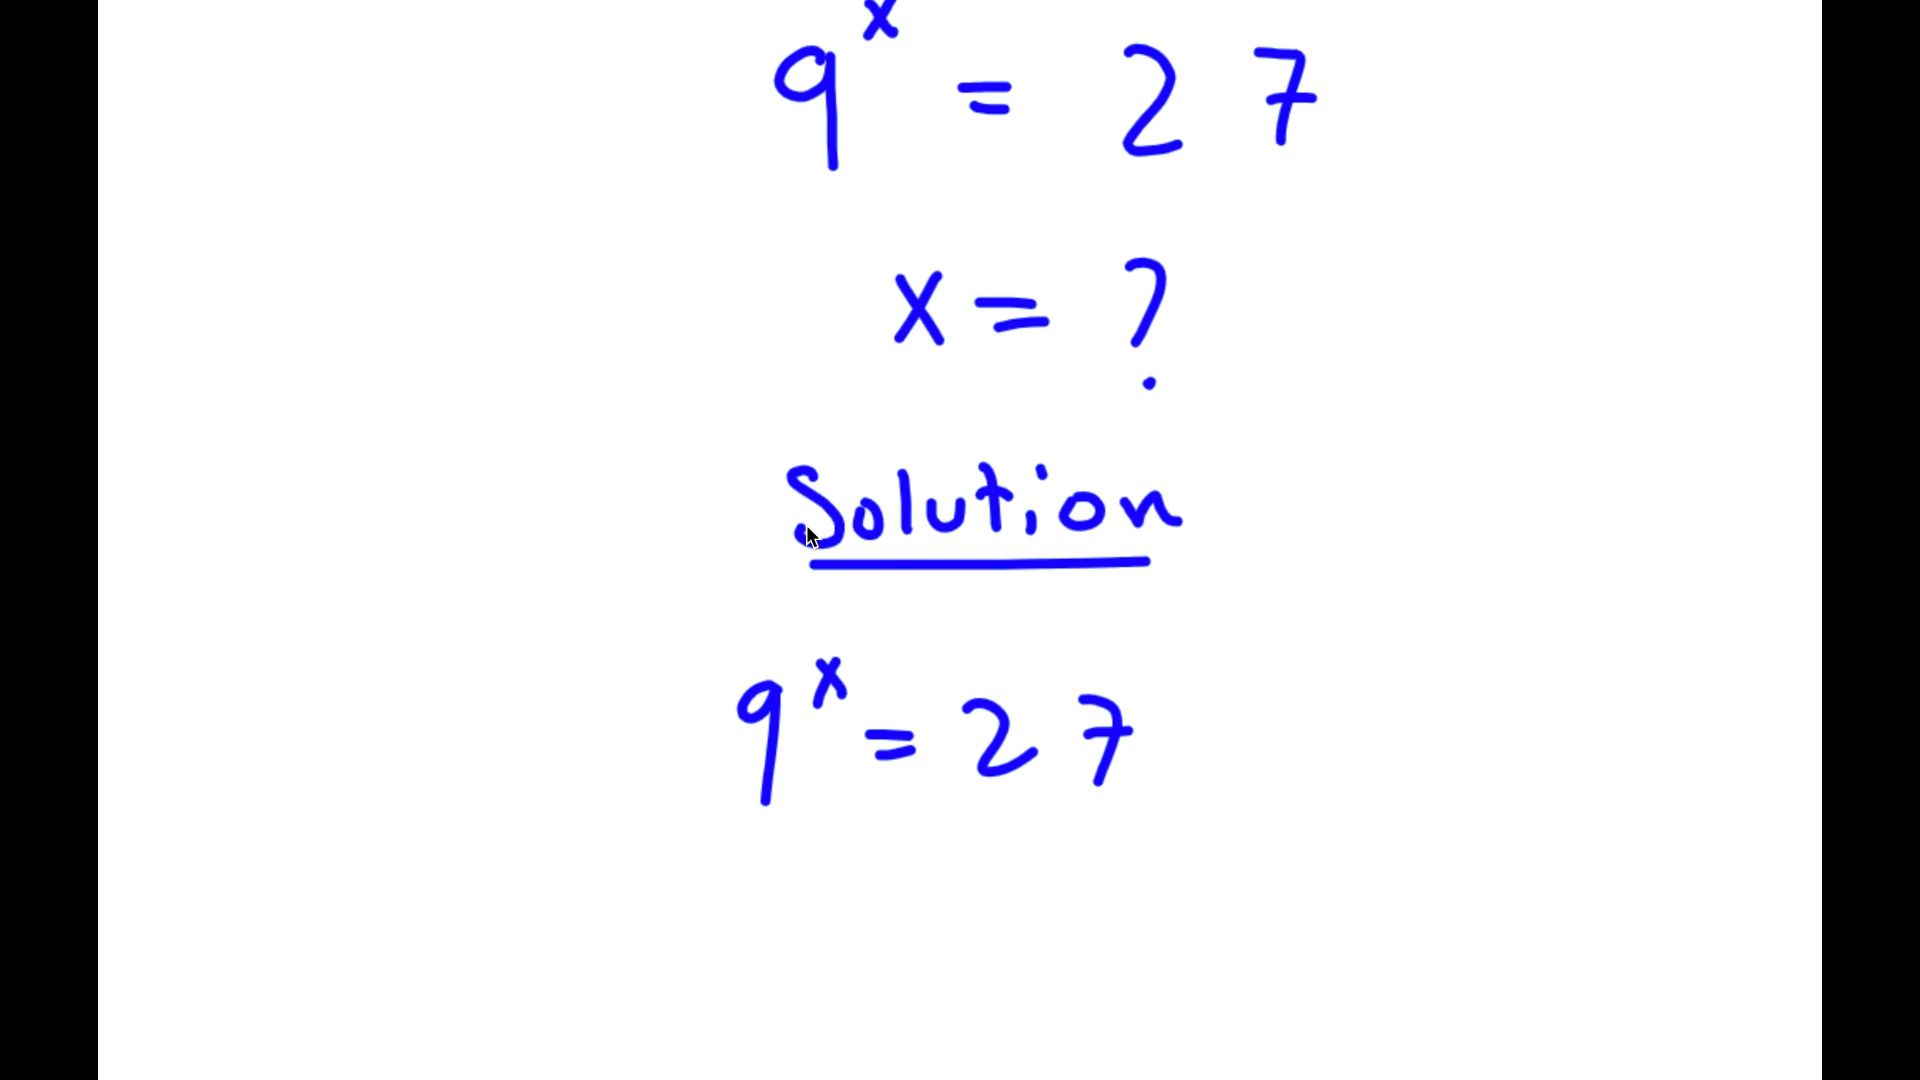 9^x = 27
x = ?
Solution
9^x = 27